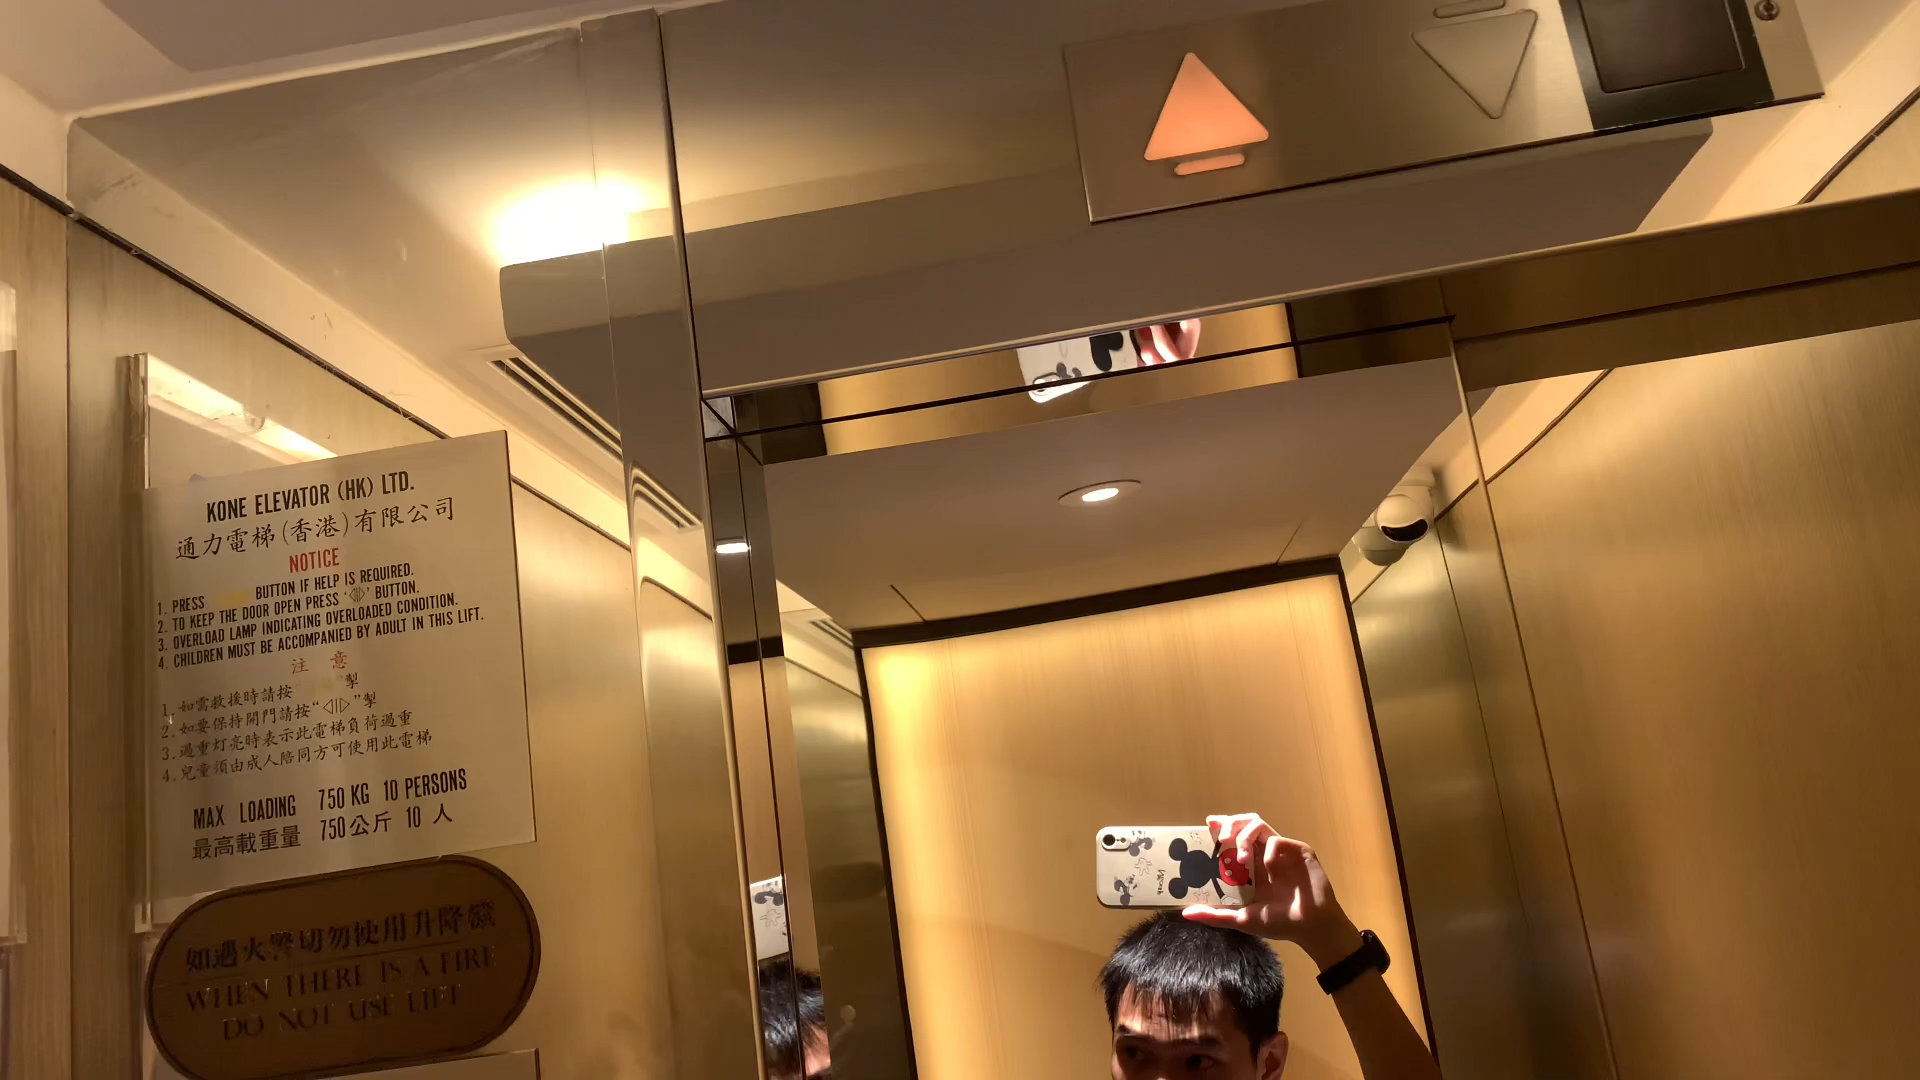 KONE ELEVATOR (HK) LTD.
通力電梯(香港)有限公司
NOTICE
1. PRESS BUTTON IF HELP IS REQUIRED.
2. TO KEEP THE DOOR OPEN PRESS '◁|▷' BUTTON.
3. OVERLOAD LAMP INDICATING OVERLOADED CONDITION.
4. CHILDREN MUST BE ACCOMPANIED BY ADULT IN THIS LIFT.
注 意
1. 如需救援時請按 ”掣
2. 如要保持開門請按“◁|▷”掣
3. 過重灯亮時表示此電梯負荷過重
4. 兒童須由成人陪同方可使用此電梯
MAX LOADING 750 KG 10 PERSONS
最高載重量 750公斤 10 人
如遇火警切勿使用升降機
WHEN THERE IS A FIRE
DO NOT USE LIFT